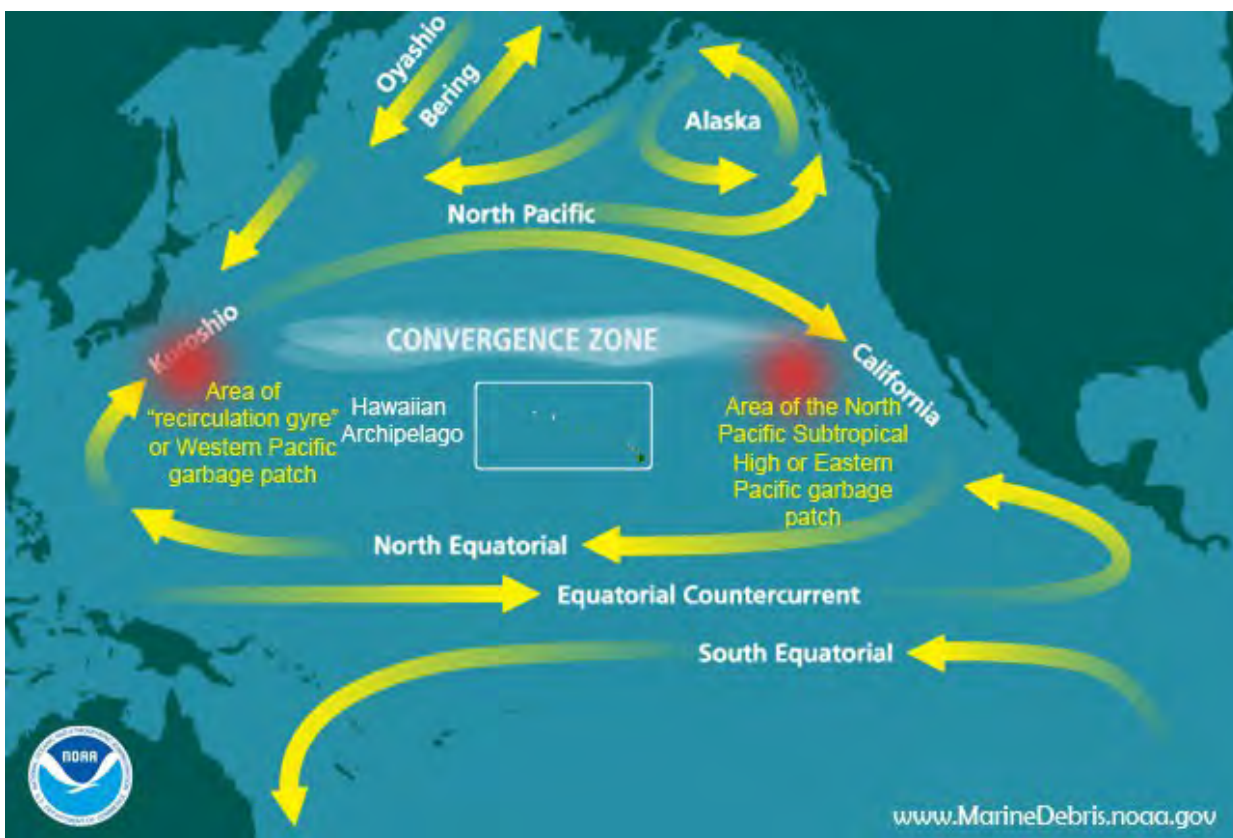 Oyashio
Bering
Alaska
North Pacific
Kuroshio
CONVERGENCE ZONE
California
Area of
“recirculation gyre”
or Western Pacific
garbage patch
Hawaiian
Archipelago
Area of the North
Pacific Subtropical
High or Eastern
Pacific garbage
patch
North Equatorial
Equatorial Countercurrent
South Equatorial
NOAA
www.MarineDebris.noaa.gov